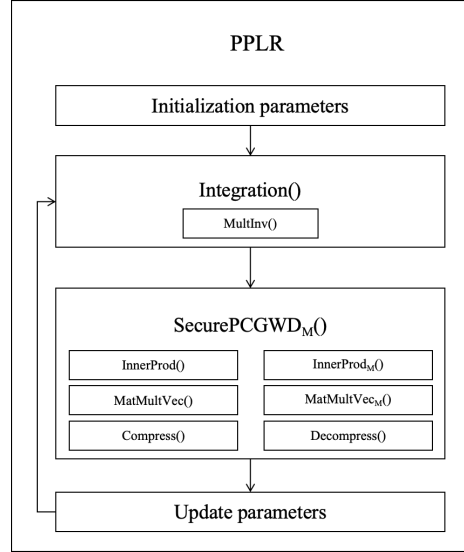 PPLR
Initialization parameters
Integration()
MultInv()
SecurePCGWD_M()
InnerProd() InnerProd_M()
MatMultVec() MatMultVec_M()
Compress() Decompress()
Update parameters